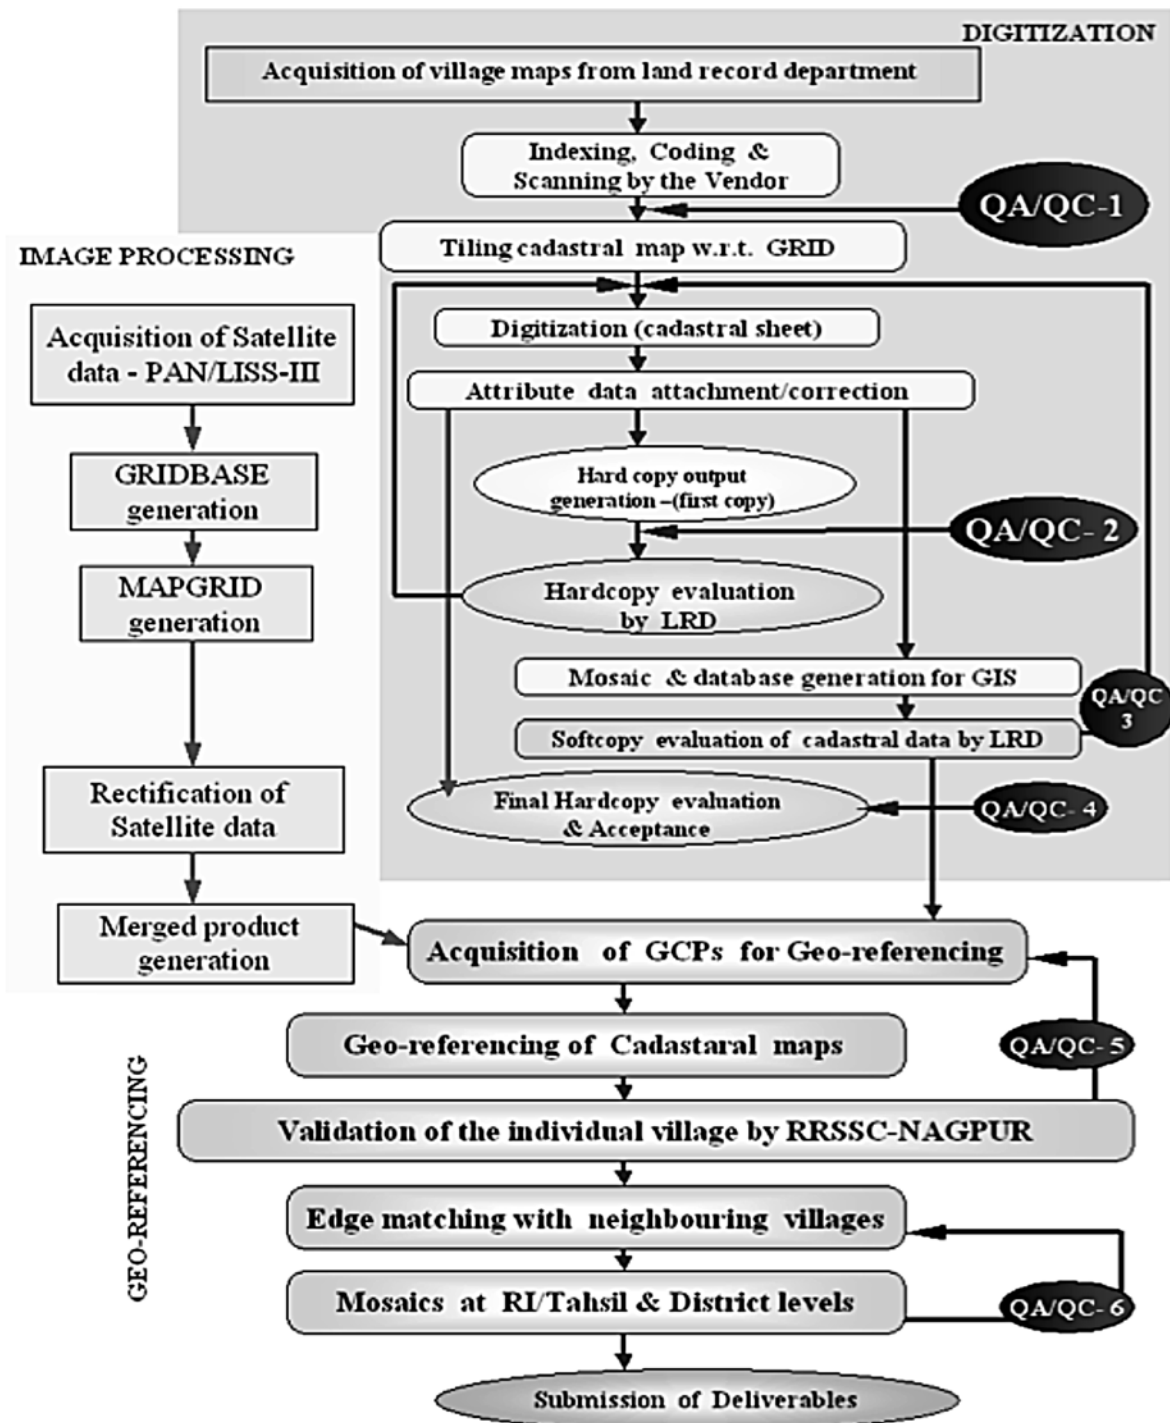 DIGITIZATION
Acquisition of village maps from land record department
Indexing, Coding &
Scanning by the Vendor
QA/QC-1
Tiling cadastral map w.r.t. GRID
IMAGE PROCESSING
Acquisition of Satellite
data - PAN/LISS-III
GRIDBASE
generation
MAPGRID
generation
Rectification of
Satellite data
Merged product
generation
Digitization (cadastral sheet)
Attribute data attachment/correction
Hard copy output
generation –(first copy)
QA/QC- 2
Hardcopy evaluation
by LRD
Mosaic & database generation for GIS
QA/QC
3
Softcopy evaluation of cadastral data by LRD
Final Hardcopy evaluation
& Acceptance
QA/QC- 4
GEO-REFERENCING
Acquisition of GCPs for Geo-referencing
Geo-referencing of Cadastaral maps
QA/QC- 5
Validation of the individual village by RRSSC-NAGPUR
Edge matching with neighbouring villages
Mosaics at RI/Tahsil & District levels
QA/QC- 6
Submission of Deliverables